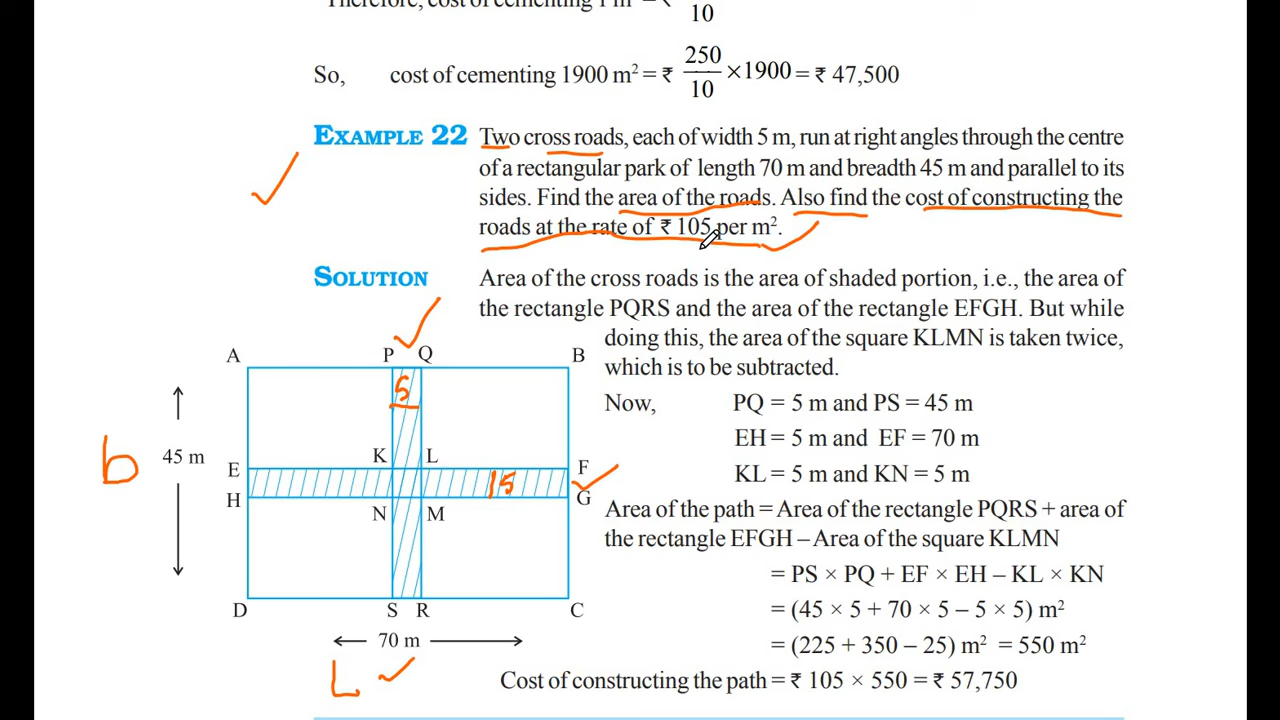 Therefore, cost of cementing 1 m² = ₹ 10
So, cost of cementing 1900 m² = ₹ 250/10 × 1900 = ₹ 47,500
EXAMPLE 22 Two cross roads, each of width 5 m, run at right angles through the centre
of a rectangular park of length 70 m and breadth 45 m and parallel to its
sides. Find the area of the roads. Also find the cost of constructing the
roads at the rate of ₹ 105 per m².
SOLUTION Area of the cross roads is the area of shaded portion, i.e., the area of
the rectangle PQRS and the area of the rectangle EFGH. But while
doing this, the area of the square KLMN is taken twice,
which is to be subtracted.
Now, PQ = 5 m and PS = 45 m
EH = 5 m and EF = 70 m
KL = 5 m and KN = 5 m
Area of the path = Area of the rectangle PQRS + area of
the rectangle EFGH – Area of the square KLMN
= PS × PQ + EF × EH – KL × KN
= (45 × 5 + 70 × 5 – 5 × 5) m²
= (225 + 350 – 25) m² = 550 m²
Cost of constructing the path = ₹ 105 × 550 = ₹ 57,750
A P Q B
5
b 45 m E K L F
5
H N M G
D S R C
70 m
L